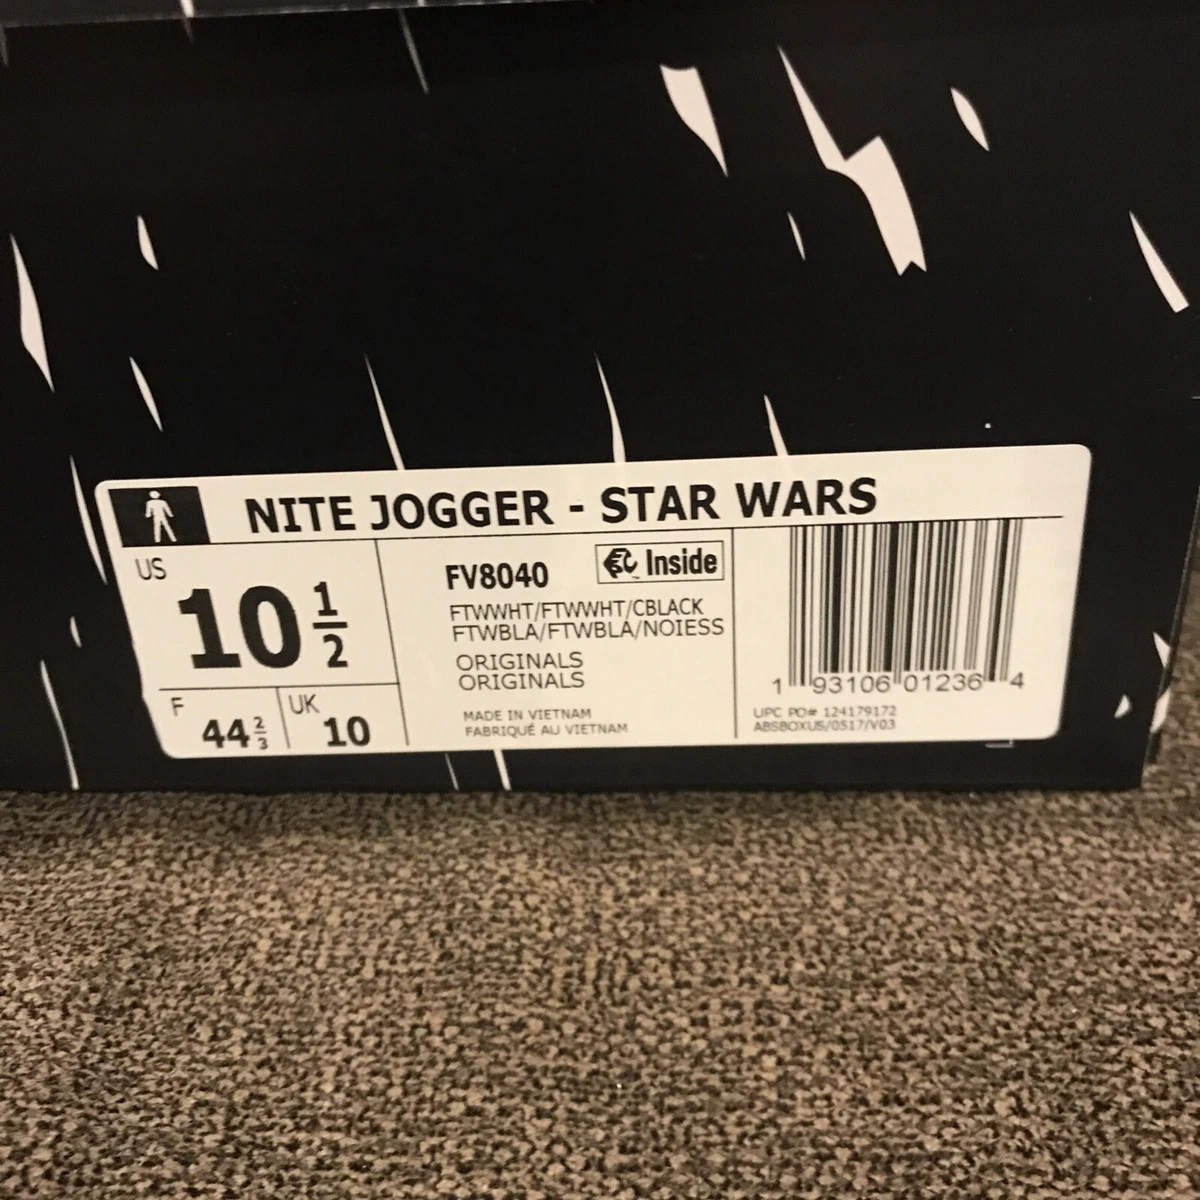 NITE JOGGER - STAR WARS
US
10 1/2
F
44 2/3
UK
10
FV8040
Inside
FTWWHT/FTWWHT/CBLACK
FTWBLA/FTWBLA/NOIESS
ORIGINALS
ORIGINALS
MADE IN VIETNAM
FABRIQUÉ AU VIETNAM
1 93106 01236 4
UPC PO# 124179172
ABSBOXUS/0517/V03